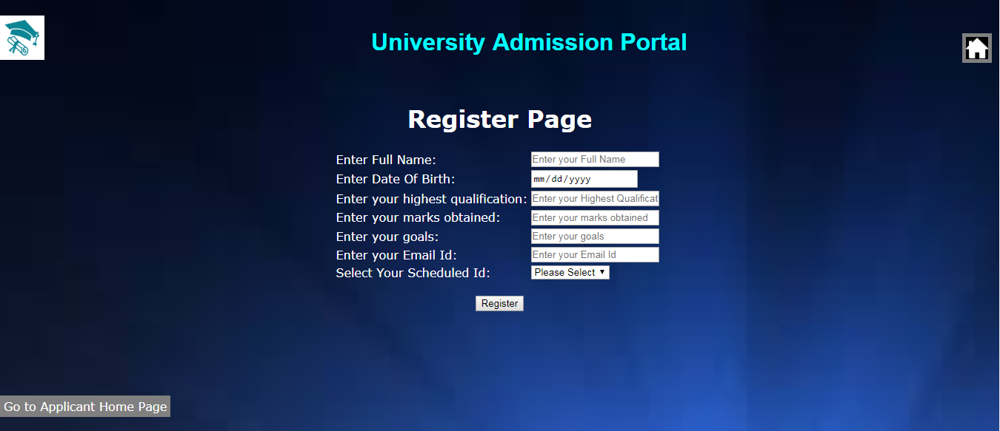 University Admission Portal
Register Page
Enter Full Name: Enter your Full Name
Enter Date Of Birth: mm/dd/yyyy
Enter your highest qualification: Enter your Highest Qualificat
Enter your marks obtained: Enter your marks obtained
Enter your goals: Enter your goals
Enter your Email Id: Enter your Email Id
Select Your Scheduled Id: Please Select
Register
Go to Applicant Home Page